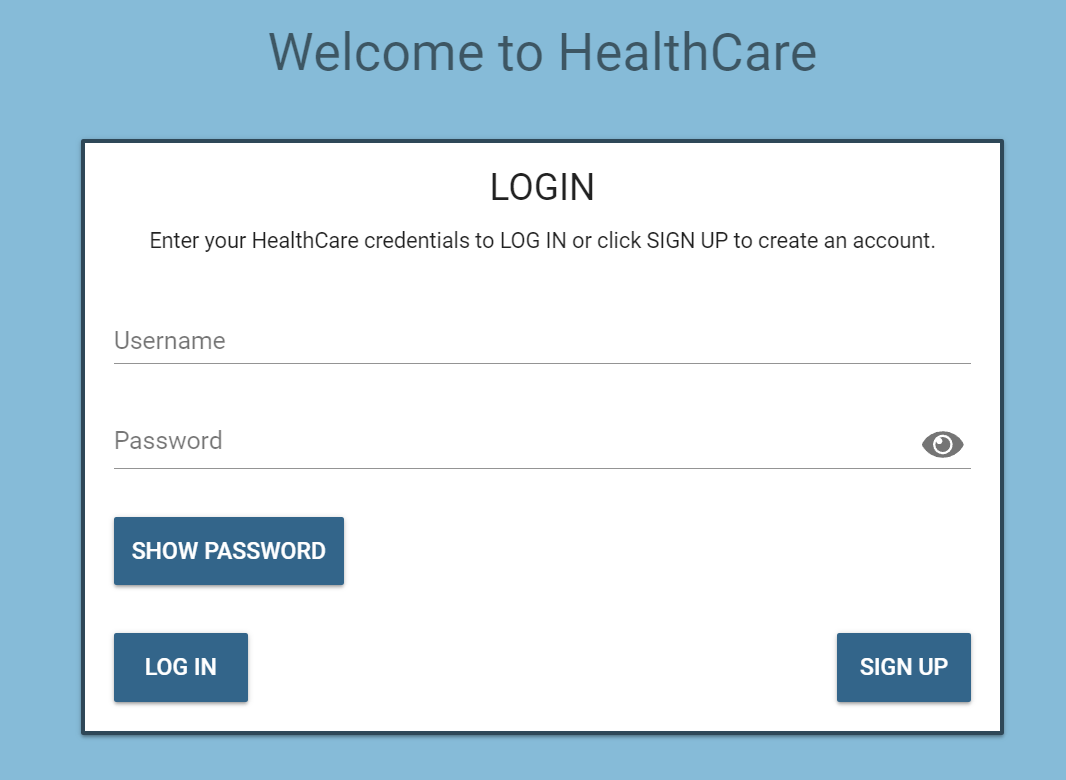 Welcome to HealthCare
LOGIN
Enter your HealthCare credentials to LOG IN or click SIGN UP to create an account.
Username
Password
SHOW PASSWORD
LOG IN
SIGN UP